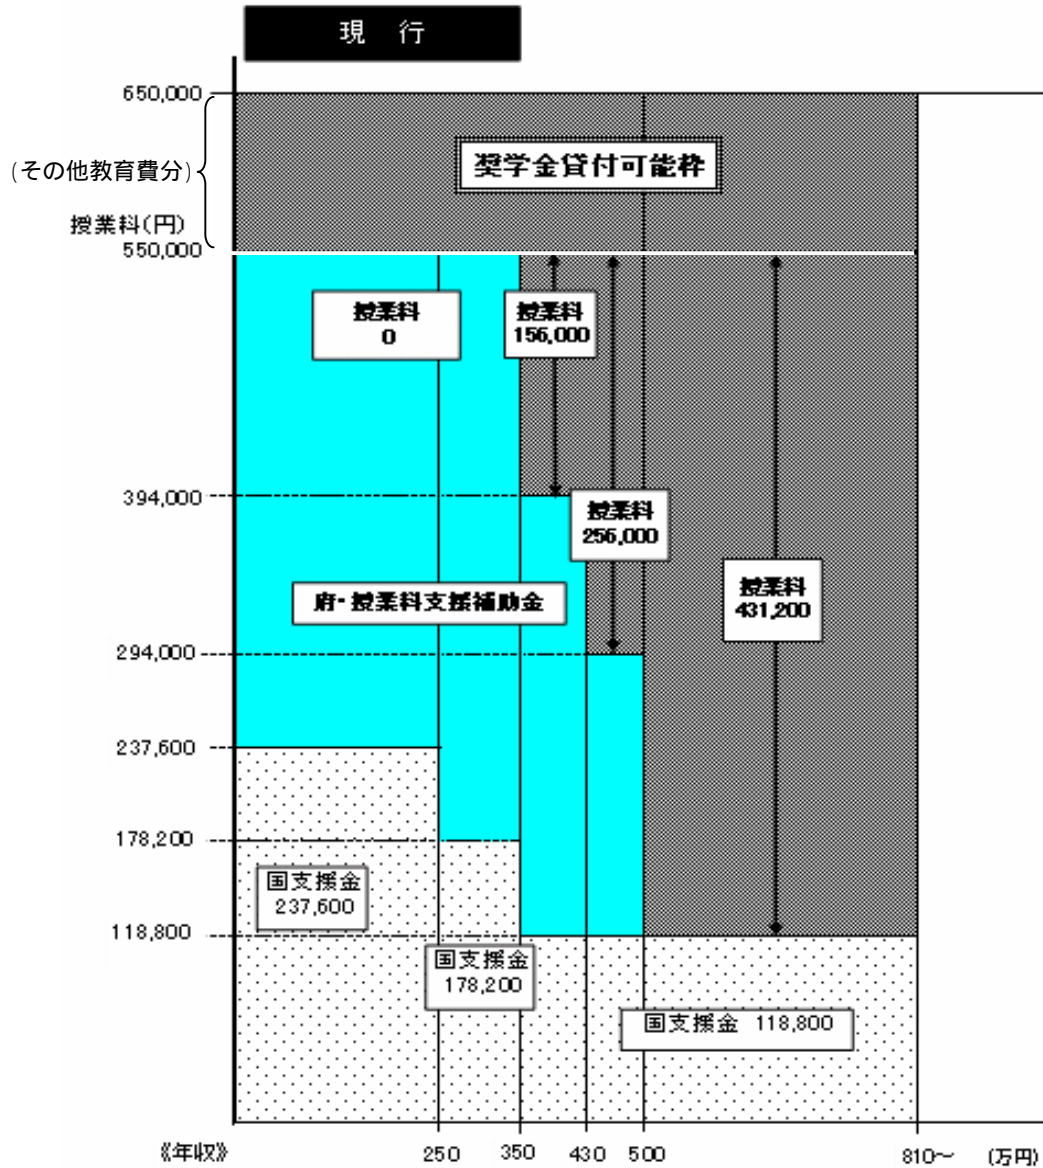 現 行
650,000
(その他教育費分)
奨学金貸付可能枠
授業料(円)
550,000
授業料
0
授業料
156,000
394,000
授業料
256,000
授業料
431,200
府・授業料支援補助金
294,000
237,600
178,200
国支援金
237,600
118,800
国支援金
178,200
国支援金 118,800
《年収》 250 350 430 500 810～ (万円)